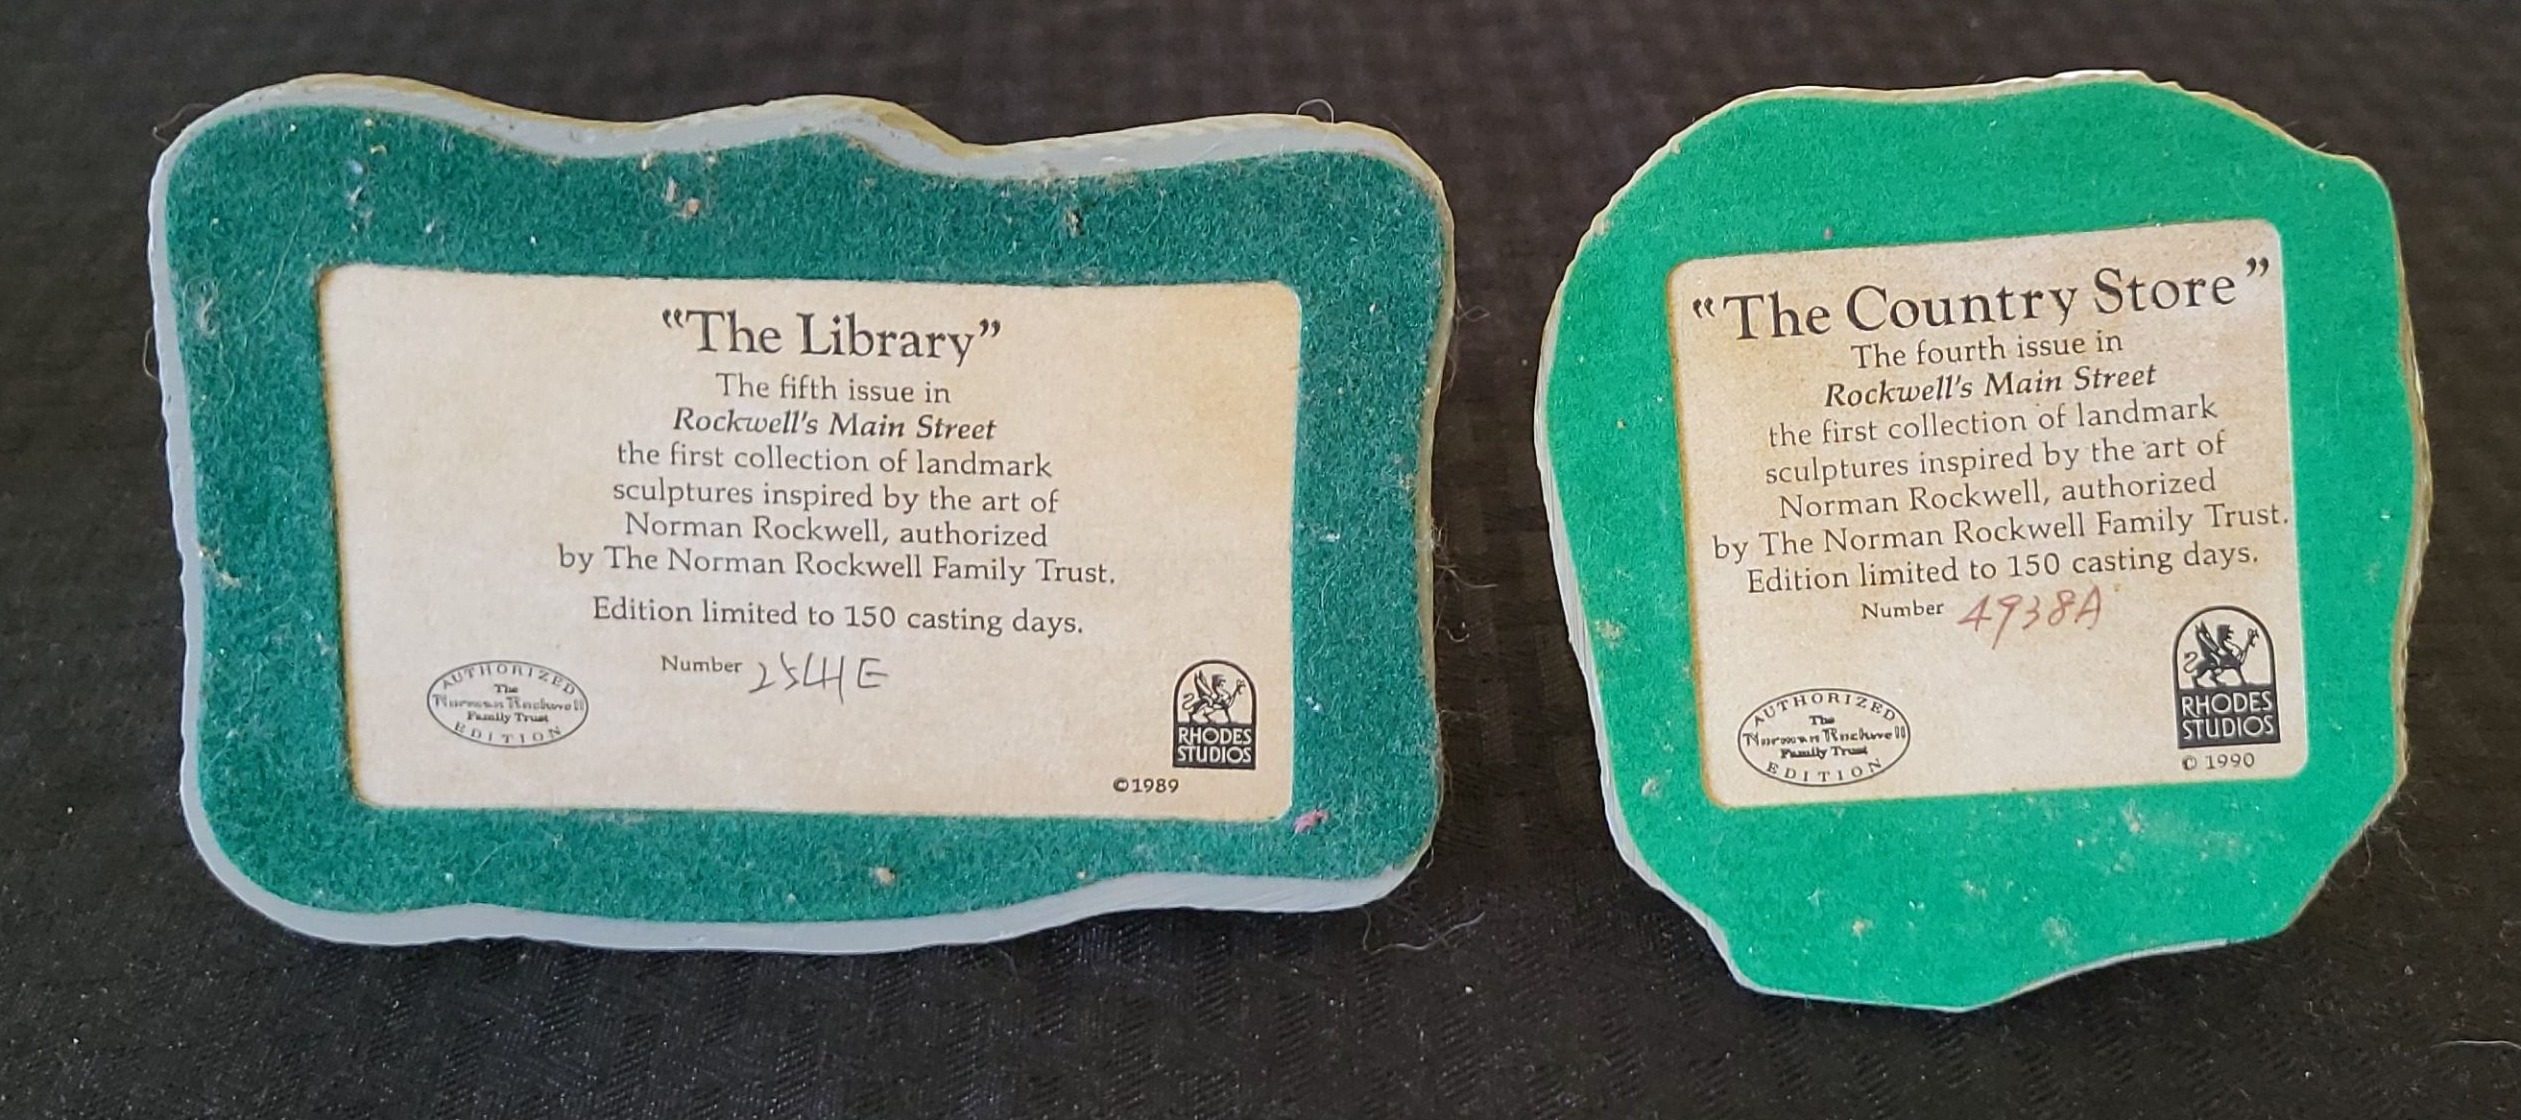 “The Library”
The fifth issue in
Rockwell's Main Street
the first collection of landmark
sculptures inspired by the art of
Norman Rockwell, authorized
by The Norman Rockwell Family Trust.
Edition limited to 150 casting days.
Number 2541E
AUTHORIZED
The
Norman Rockwell
Family Trust
EDITION
RHODES
STUDIOS
©1989
“The Country Store”
The fourth issue in
Rockwell's Main Street
the first collection of landmark
sculptures inspired by the art of
Norman Rockwell, authorized
by The Norman Rockwell Family Trust.
Edition limited to 150 casting days.
Number 4938A
AUTHORIZED
The
Norman Rockwell
Family Trust
EDITION
RHODES
STUDIOS
© 1990